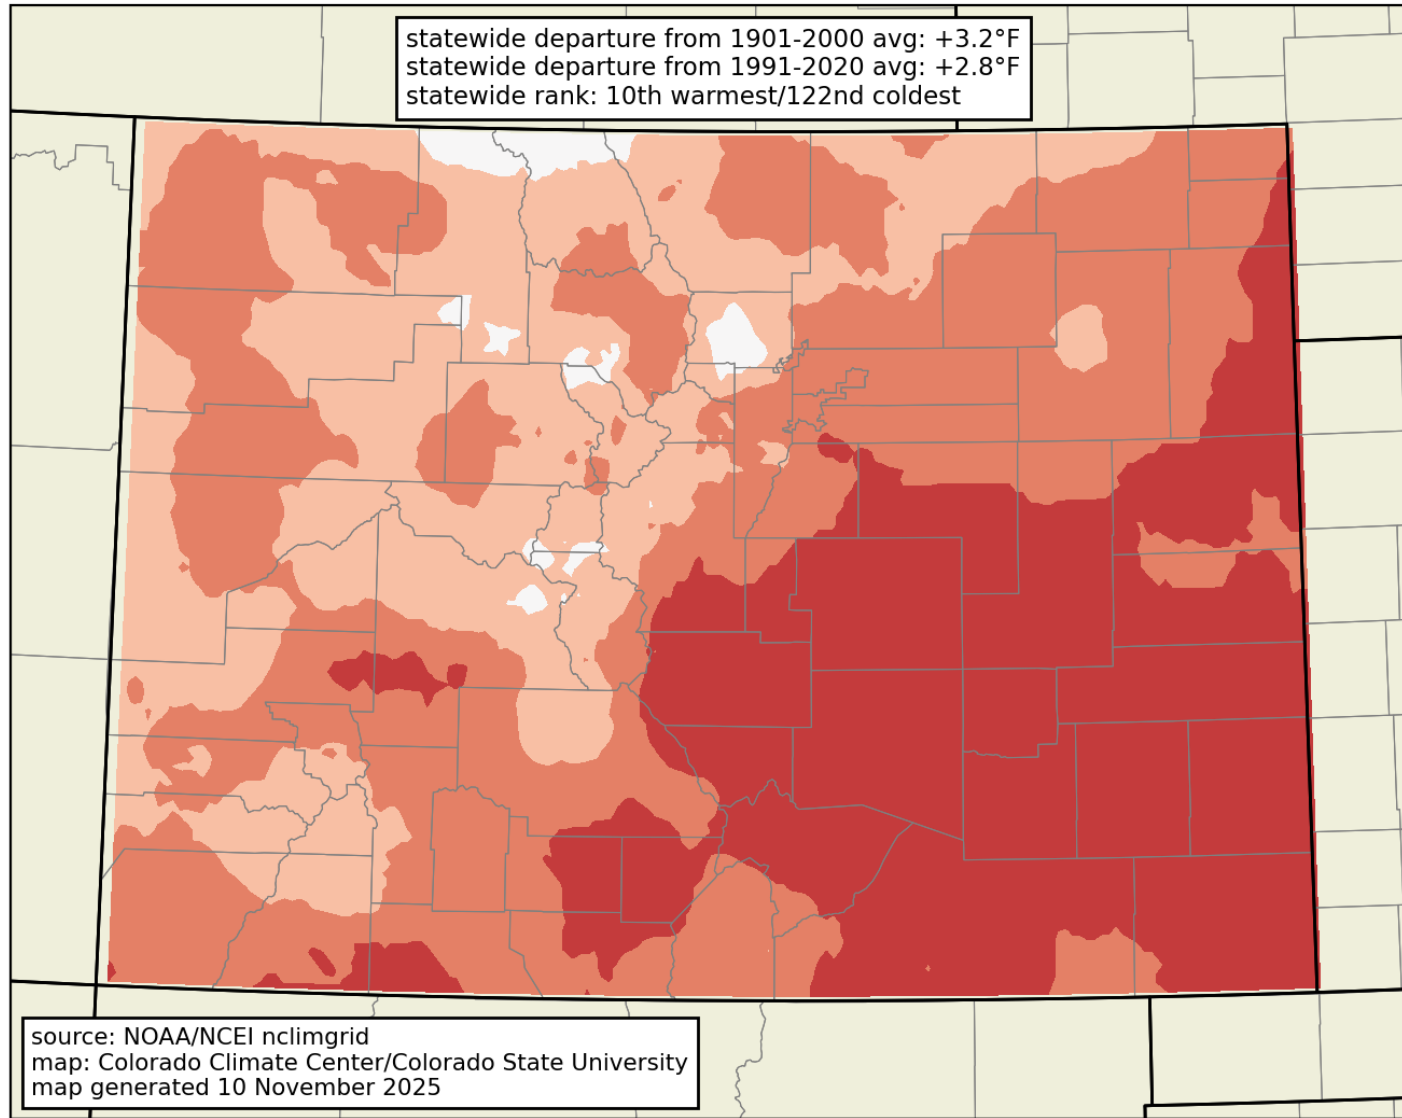 statewide departure from 1901-2000 avg: +3.2°F
statewide departure from 1991-2020 avg: +2.8°F
statewide rank: 10th warmest/122nd coldest
source: NOAA/NCEI nclimgrid
map: Colorado Climate Center/Colorado State University
map generated 10 November 2025